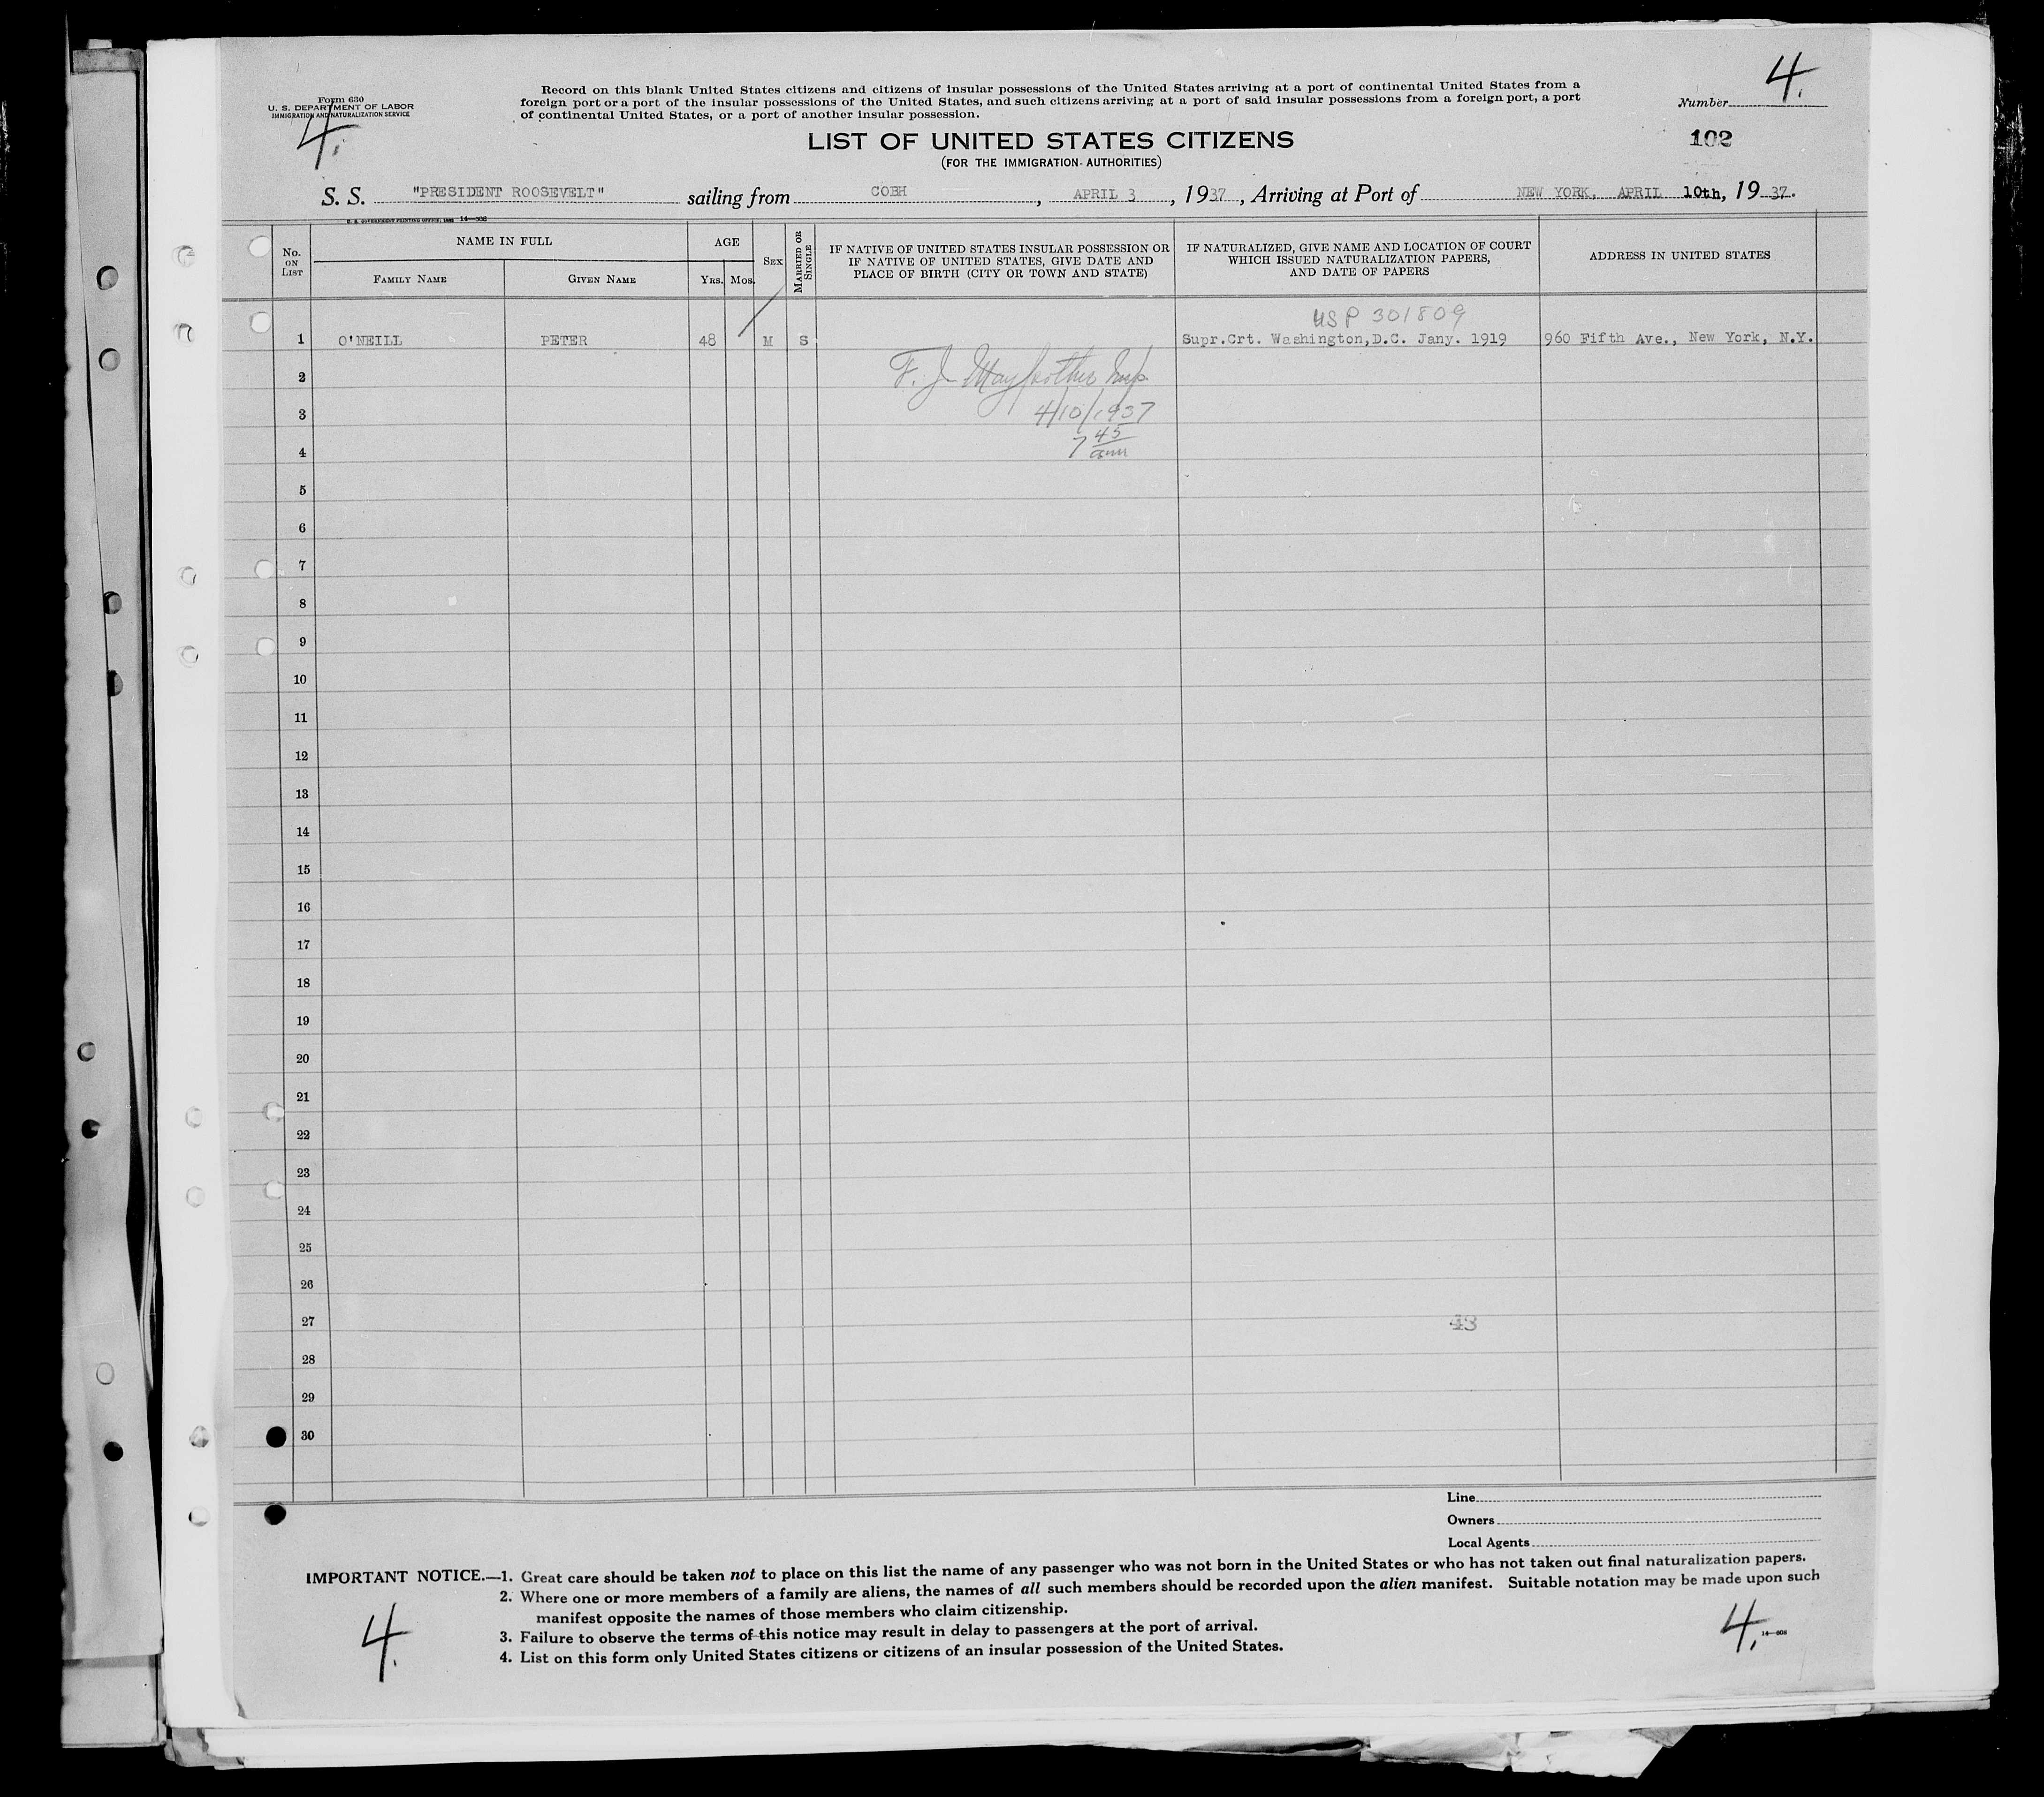 Form 630
U. S. DEPARTMENT OF LABOR
IMMIGRATION AND NATURALIZATION SERVICE
4.
Record on this blank United States citizens and citizens of insular possessions of the United States arriving at a port of continental United States from a
foreign port or a port of the insular possessions of the United States, and such citizens arriving at a port of said insular possessions from a foreign port, a port
of continental United States, or a port of another insular possession.
Number 4.
102
LIST OF UNITED STATES CITIZENS
(FOR THE IMMIGRATION AUTHORITIES)
S. S. "PRESIDENT ROOSEVELT" sailing from COBH, APRIL 3, 1937, Arriving at Port of NEW YORK, APRIL 10th, 1937.
U. S. GOVERNMENT PRINTING OFFICE: 14—608
No. ON LIST
NAME IN FULL
FAMILY NAME
GIVEN NAME
AGE
YRS. MOS.
SEX
MARRIED OR SINGLE
IF NATIVE OF UNITED STATES INSULAR POSSESSION OR
IF NATIVE OF UNITED STATES, GIVE DATE AND
PLACE OF BIRTH (CITY OR TOWN AND STATE)
IF NATURALIZED, GIVE NAME AND LOCATION OF COURT
WHICH ISSUED NATURALIZATION PAPERS,
AND DATE OF PAPERS
ADDRESS IN UNITED STATES
USP 301809
1 O'NEILL PETER 48 M S Supr.Crt. Washington,D.C. Jany. 1919 960 Fifth Ave., New York, N.Y.
2 F. J. Insp.
3 4/10/1937
4 7 45 am
5
6
7
8
9
10
11
12
13
14
15
16
17
18
19
20
21
22
23
24
25
26
27 43
28
29
30
Line
Owners
Local Agents
IMPORTANT NOTICE.—1. Great care should be taken not to place on this list the name of any passenger who was not born in the United States or who has not taken out final naturalization papers.
2. Where one or more members of a family are aliens, the names of all such members should be recorded upon the alien manifest. Suitable notation may be made upon such
manifest opposite the names of those members who claim citizenship.
3. Failure to observe the terms of this notice may result in delay to passengers at the port of arrival.
4. List on this form only United States citizens or citizens of an insular possession of the United States.
4.
4.
14—608